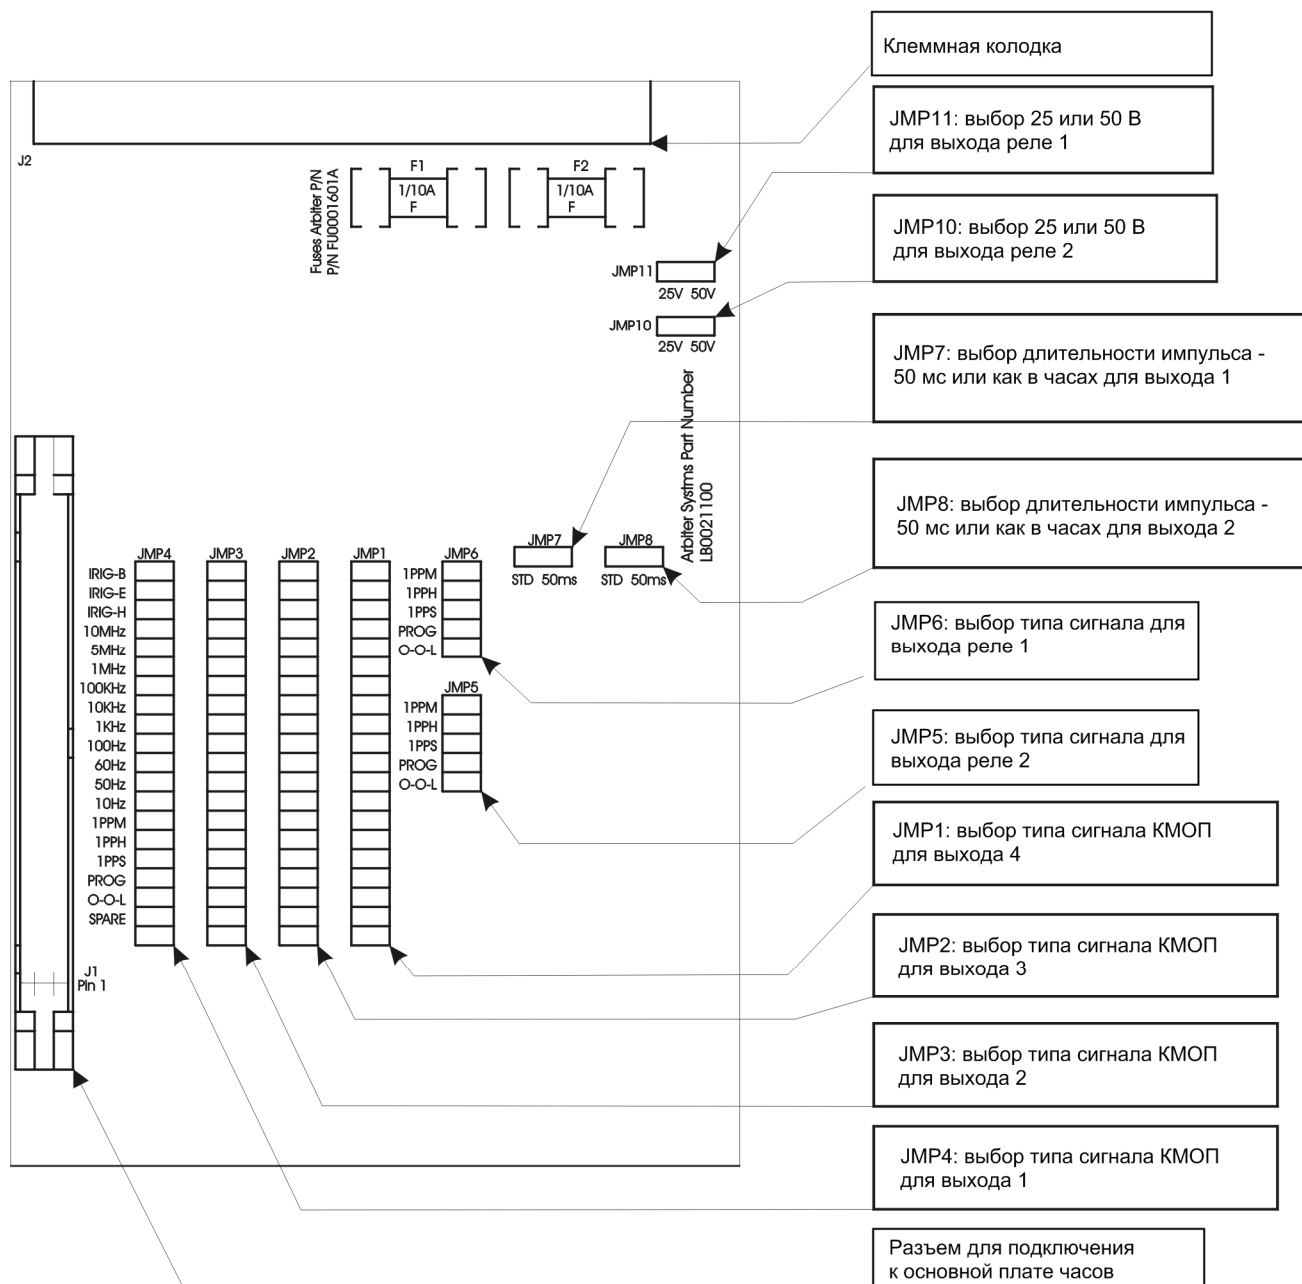 Клеммная колодка
JMP11: выбор 25 или 50 В
для выхода реле 1
JMP10: выбор 25 или 50 В
для выхода реле 2
JMP7: выбор длительности импульса -
50 мс или как в часах для выхода 1
JMP8: выбор длительности импульса -
50 мс или как в часах для выхода 2
JMP6: выбор типа сигнала для
выхода реле 1
JMP5: выбор типа сигнала для
выхода реле 2
JMP1: выбор типа сигнала КМОП
для выхода 4
JMP2: выбор типа сигнала КМОП
для выхода 3
JMP3: выбор типа сигнала КМОП
для выхода 2
JMP4: выбор типа сигнала КМОП
для выхода 1
Разъем для подключения
к основной плате часов
J2
Fuses Arbiter P/N
P/N FU0001601A
F1
1/10A
F
F2
1/10A
F
JMP11
25V 50V
JMP10
25V 50V
Arbiter Systms Part Number
LB0021100
JMP7
STD 50ms
JMP8
STD 50ms
JMP4
JMP3
JMP2
JMP1
JMP6
IRIG-B
IRIG-E
IRIG-H
10MHz
5MHz
1MHz
100KHz
10KHz
1KHz
100Hz
60Hz
50Hz
10Hz
1PPM
1PPH
1PPS
PROG
O-O-L
SPARE
1PPM
1PPH
1PPS
PROG
O-O-L
JMP5
1PPM
1PPH
1PPS
PROG
O-O-L
J1
Pin 1